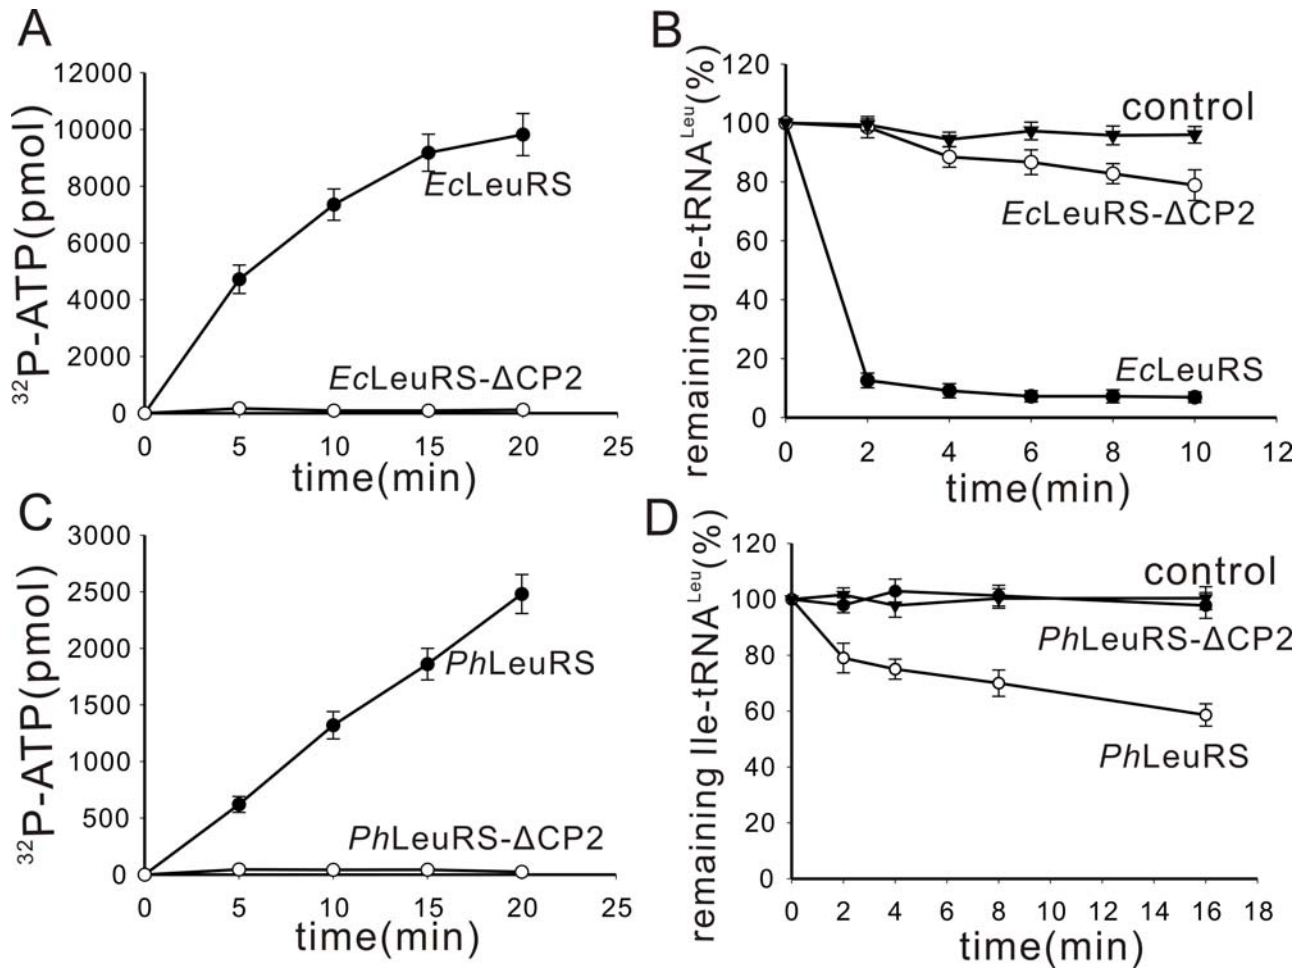 A
12000
10000
8000
6000
4000
2000
0
³²P-ATP(pmol)
EcLeuRS
EcLeuRS-ΔCP2
0 5 10 15 20 25
time(min)
B
120
100
80
60
40
20
0
remaining Ile-tRNA^Leu(%)
control
EcLeuRS-ΔCP2
EcLeuRS
0 2 4 6 8 10 12
time(min)
C
3000
2500
2000
1500
1000
500
0
³²P-ATP(pmol)
PhLeuRS
PhLeuRS-ΔCP2
0 5 10 15 20 25
time(min)
D
120
100
80
60
40
20
0
remaining Ile-tRNA^Leu(%)
control
PhLeuRS-ΔCP2
PhLeuRS
0 2 4 6 8 10 12 14 16 18
time(min)